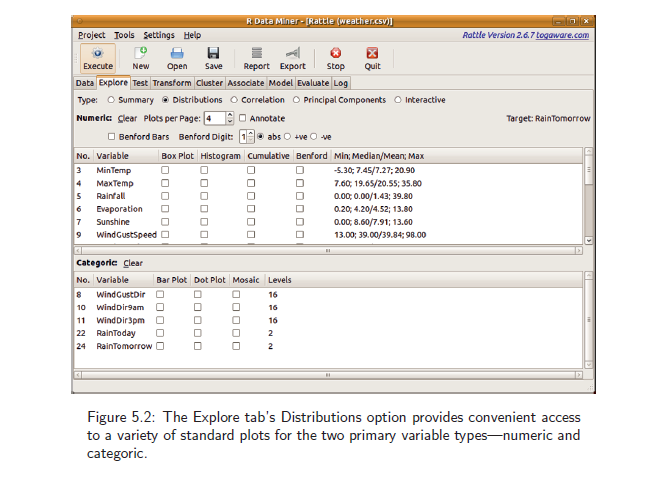 R Data Miner - [Rattle (weather.csv)]
Project Tools Settings Help Rattle Version 2.6.7 togaware.com
Execute New Open Save Report Export Stop Quit
Data Explore Test Transform Cluster Associate Model Evaluate Log
Type: Summary Distributions Correlation Principal Components Interactive
Numeric: Clear Plots per Page: 4 Annotate Target: RainTomorrow
Benford Bars Benford Digit: 1 abs +ve -ve
No. Variable Box Plot Histogram Cumulative Benford Min; Median/Mean; Max
3 MinTemp -5.30; 7.45/7.27; 20.90
4 MaxTemp 7.60; 19.65/20.55; 35.80
5 Rainfall 0.00; 0.00/1.43; 39.80
6 Evaporation 0.20; 4.20/4.52; 13.80
7 Sunshine 0.00; 8.60/7.91; 13.60
9 WindGustSpeed 13.00; 39.00/39.84; 98.00
Categoric: Clear
No. Variable Bar Plot Dot Plot Mosaic Levels
8 WindGustDir 16
10 WindDir9am 16
11 WindDir3pm 16
22 RainToday 2
24 RainTomorrow 2
Figure 5.2: The Explore tab's Distributions option provides convenient access
to a variety of standard plots for the two primary variable types—numeric and
categoric.